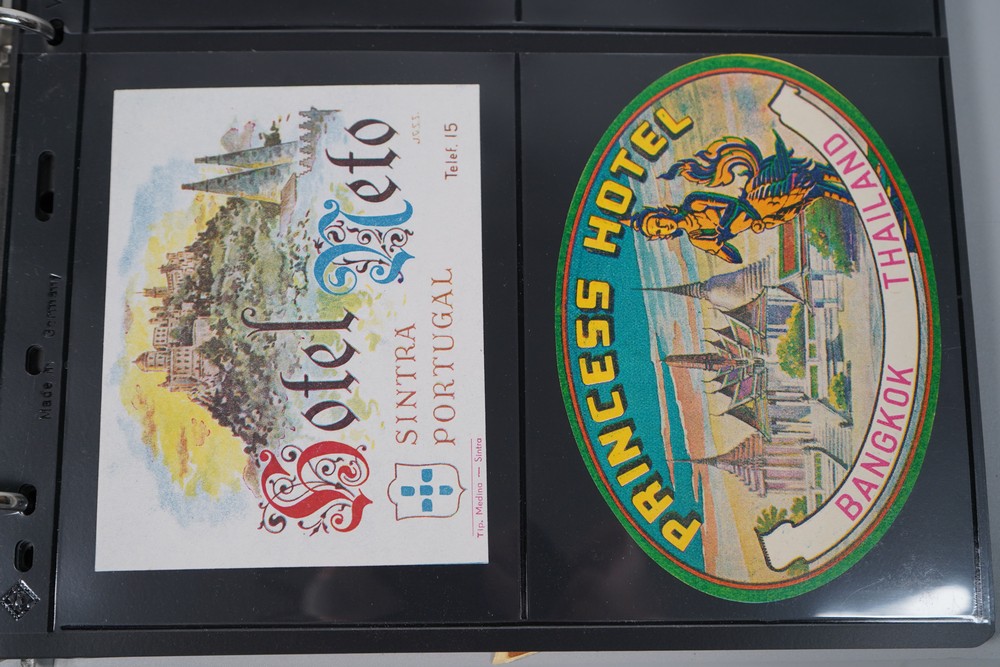 Hotel Neto
SINTRA
PORTUGAL
Telef. 15
Tip. Medina — Sintra
PRINCESS HOTEL
BANGKOK THAILAND
Made in Germany